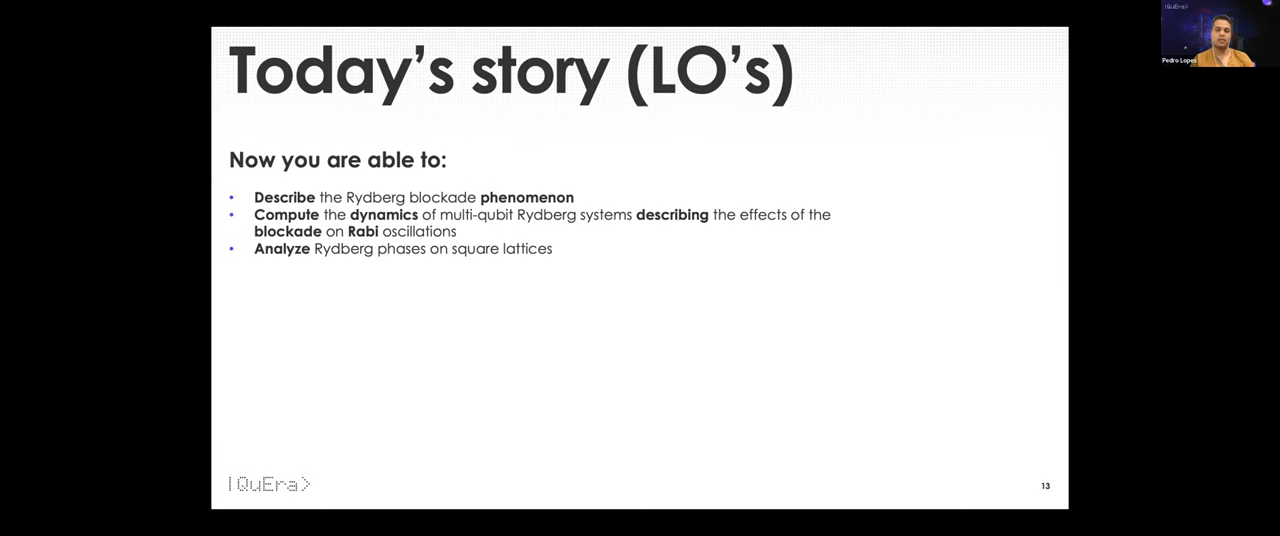 Today's story (LO's)
Now you are able to:
• Describe the Rydberg blockade phenomenon
• Compute the dynamics of multi-qubit Rydberg systems describing the effects of the
blockade on Rabi oscillations
• Analyze Rydberg phases on square lattices
|QuEra>
13
|QuEra>
Pedro Lopes